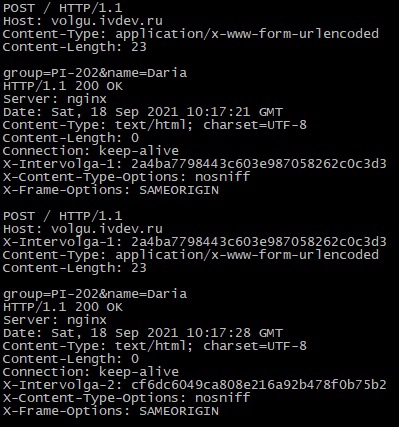 POST / HTTP/1.1
Host: volgu.ivdev.ru
Content-Type: application/x-www-form-urlencoded
Content-Length: 23
group=PI-202&name=Daria
HTTP/1.1 200 OK
Server: nginx
Date: Sat, 18 Sep 2021 10:17:21 GMT
Content-Type: text/html; charset=UTF-8
Content-Length: 0
Connection: keep-alive
X-Intervolga-1: 2a4ba7798443c603e987058262c0c3d3
X-Content-Type-Options: nosniff
X-Frame-Options: SAMEORIGIN
POST / HTTP/1.1
Host: volgu.ivdev.ru
X-Intervolga-1: 2a4ba7798443c603e987058262c0c3d3
Content-Type: application/x-www-form-urlencoded
Content-Length: 23
group=PI-202&name=Daria
HTTP/1.1 200 OK
Server: nginx
Date: Sat, 18 Sep 2021 10:17:28 GMT
Content-Type: text/html; charset=UTF-8
Content-Length: 0
Connection: keep-alive
X-Intervolga-2: cf6dc6049ca808e216a92b478f0b75b2
X-Content-Type-Options: nosniff
X-Frame-Options: SAMEORIGIN